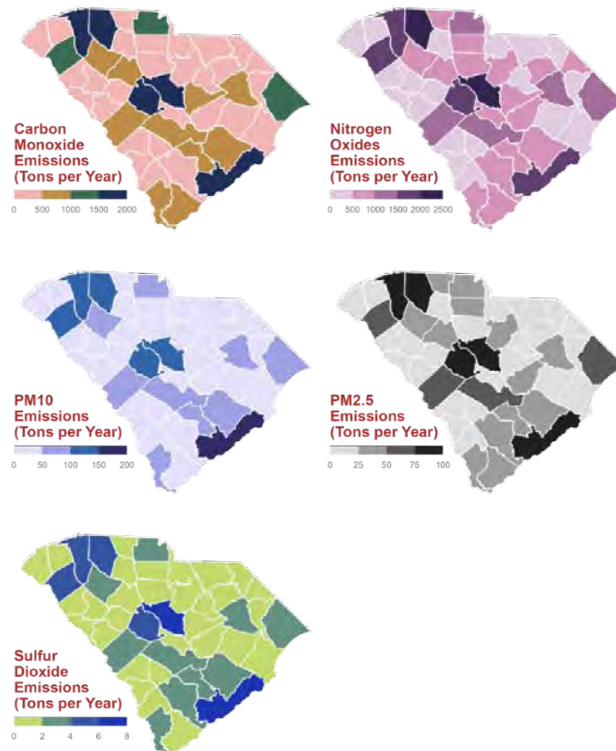 Carbon
Monoxide
Emissions
(Tons per Year)
0 500 1000 1500 2000
Nitrogen
Oxides
Emissions
(Tons per Year)
0 500 1000 1500 2000 2500
PM10
Emissions
(Tons per Year)
0 50 100 150 200
PM2.5
Emissions
(Tons per Year)
0 25 50 75 100
Sulfur
Dioxide
Emissions
(Tons per Year)
0 2 4 6 8